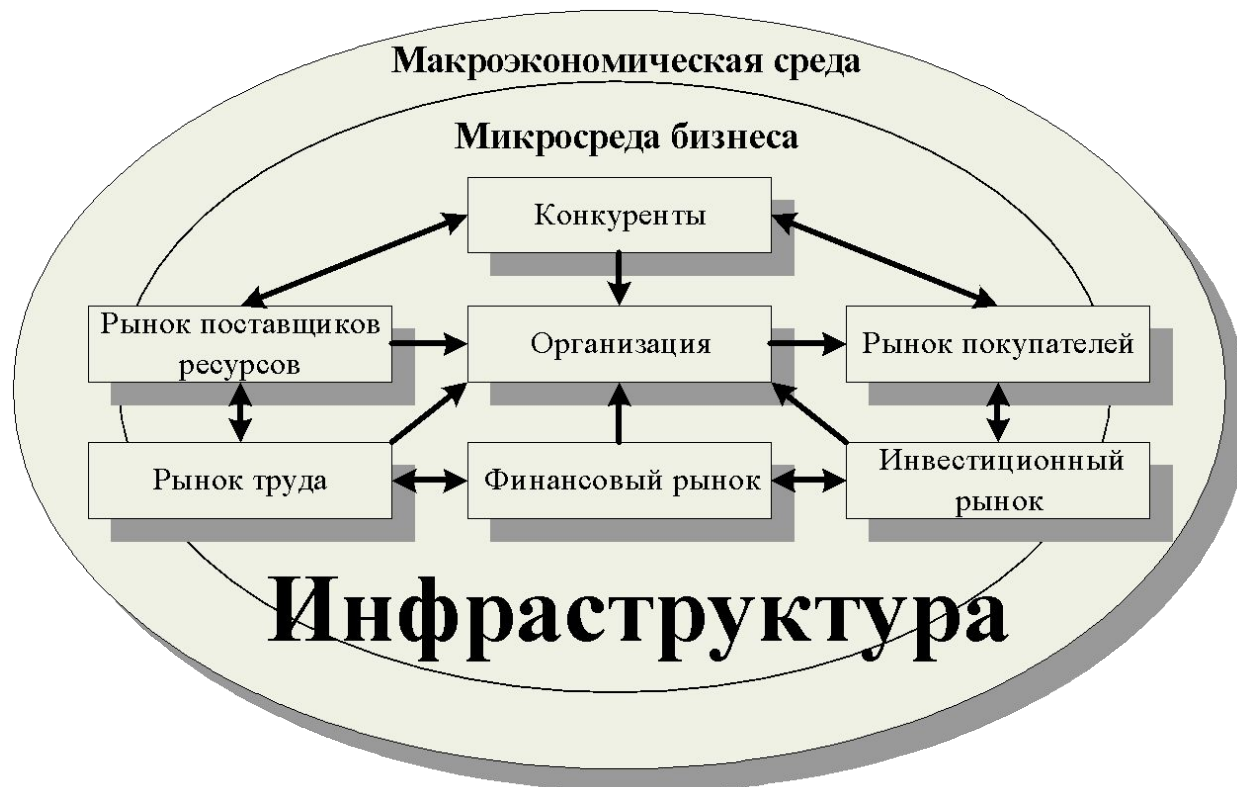 Макроэкономическая среда
Микросреда бизнеса
Конкуренты
Рынок поставщиков
ресурсов
Организация
Рынок покупателей
Рынок труда
Финансовый рынок
Инвестиционный
рынок
Инфраструктура